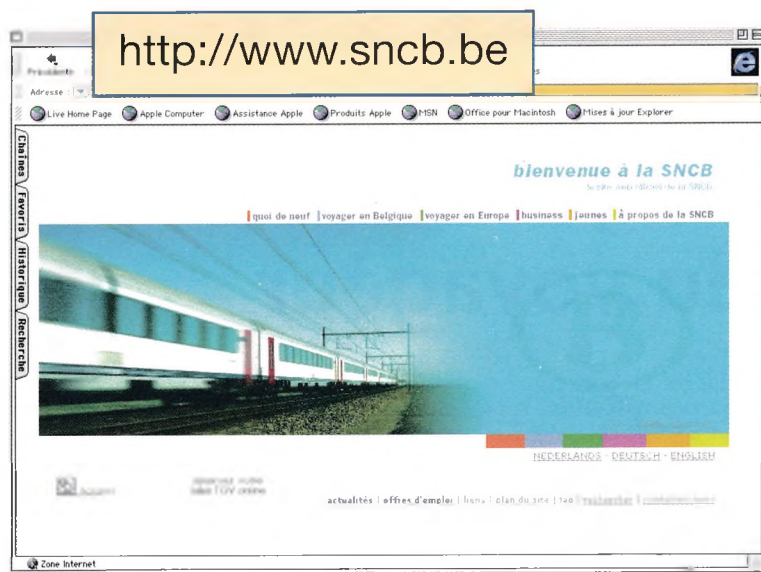 http://www.sncb.be
Adresse :
Live Home Page Apple Computer Assistance Apple Produits Apple MSN Office pour Macintosh Mises à jour Explorer
Chaînes
Favoris
Historique
Recherche
bienvenue à la SNCB
quoi de neuf voyager en Belgique voyager en Europe business jeunes à propos de la SNCB
NEDERLANDS - DEUTSCH - ENGLISH
actualités | offres d'emploi | liens | plan du site | faq | rechercher |
Zone Internet